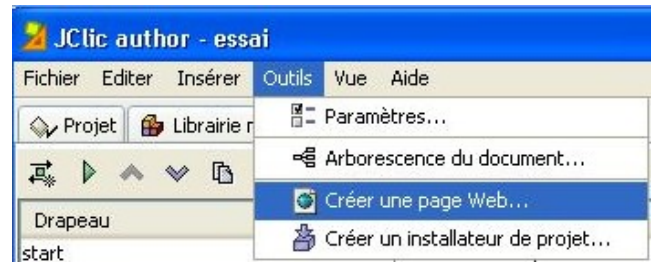 JClic author - essai
Fichier Editer Insérer Outils Vue Aide
Projet Librairie
Paramètres...
Arborescence du document...
Créer une page Web...
Créer un installateur de projet...
Drapeau
start